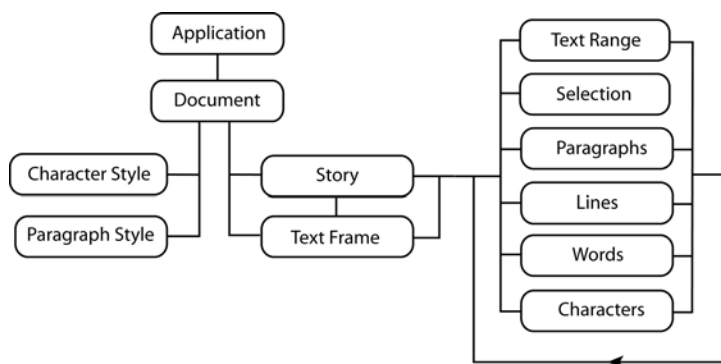 Application
Document
Character Style
Paragraph Style
Story
Text Frame
Text Range
Selection
Paragraphs
Lines
Words
Characters